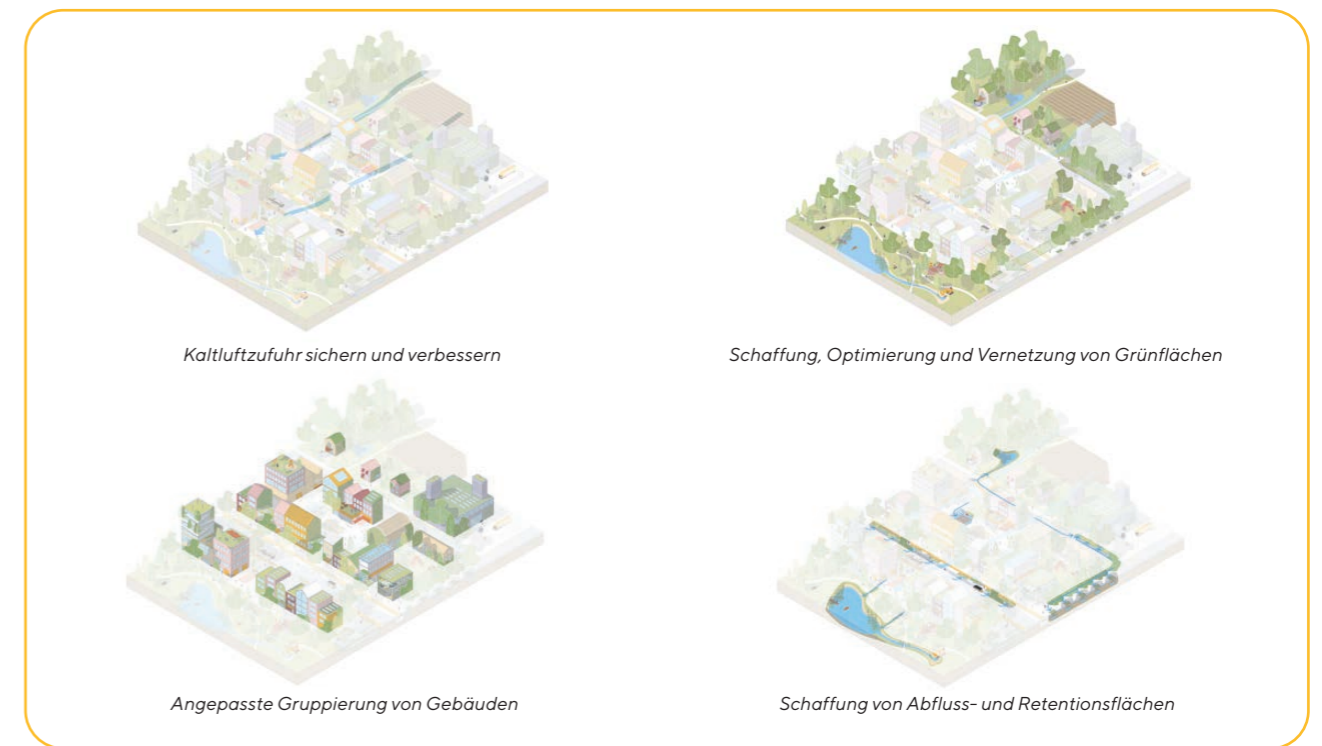 Kaltluftzufuhr sichern und verbessern
Schaffung, Optimierung und Vernetzung von Grünflächen
Angepasste Gruppierung von Gebäuden
Schaffung von Abfluss- und Retentionsflächen